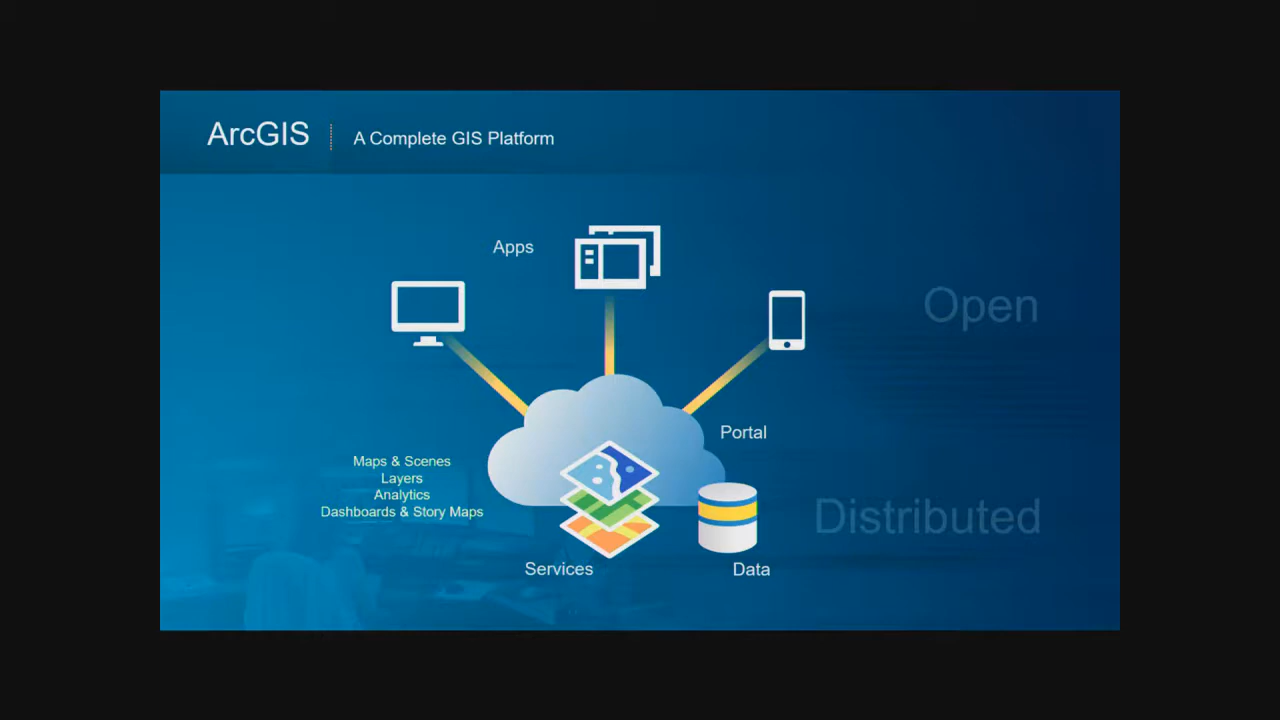 ArcGIS
A Complete GIS Platform
Apps
Open
Portal
Maps & Scenes
Layers
Analytics
Dashboards & Story Maps
Distributed
Services
Data